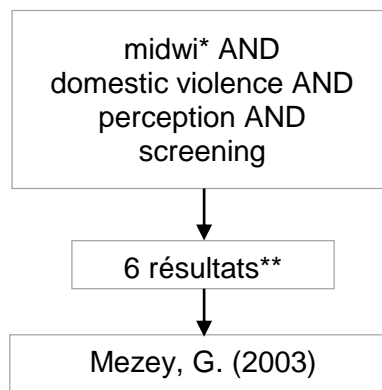 midwi* AND
domestic violence AND
perception AND
screening
6 résultats**
Mezey, G. (2003)